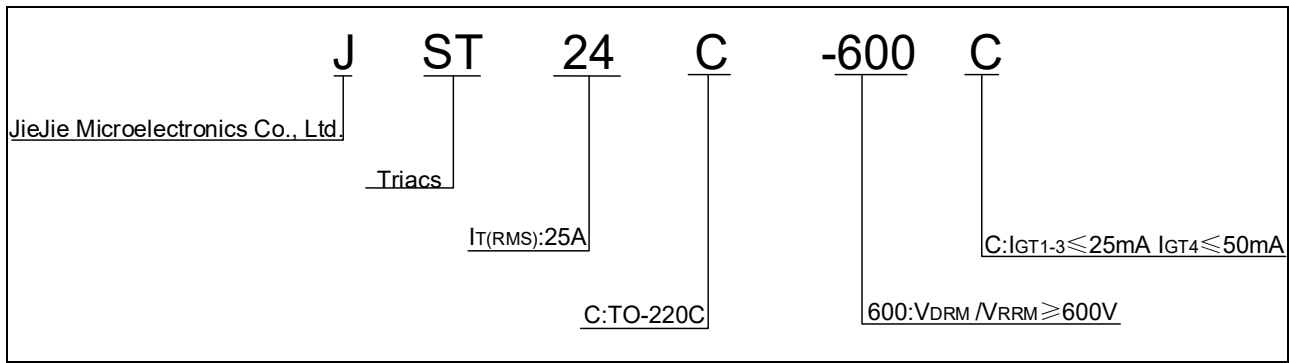 J ST 24 C -600 C
JieJie Microelectronics Co., Ltd.
Triacs
IT(RMS):25A
C:IGT1-3≤25mA IGT4≤50mA
C:TO-220C
600:VDRM /VRRM≥600V